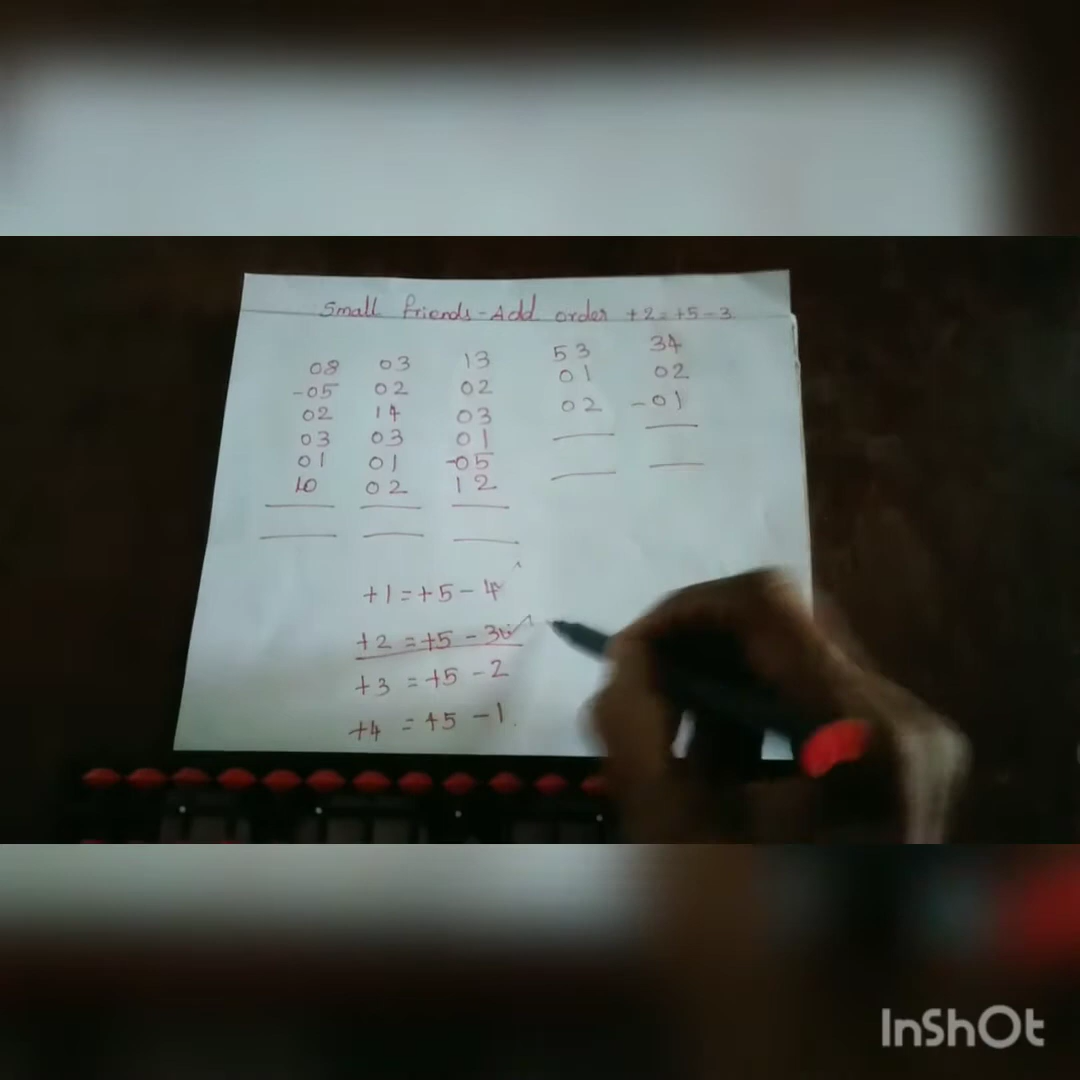 Small friends - Add order +2 = +5 - 3
08 03 13 53 34
-05 02 02 01 02
02 14 03 02 -01
03 03 01
01 01 -05
10 02 12
+1 = +5 - 4
+2 = +5 - 3
+3 = +5 - 2
+4 = +5 - 1.
InShOt